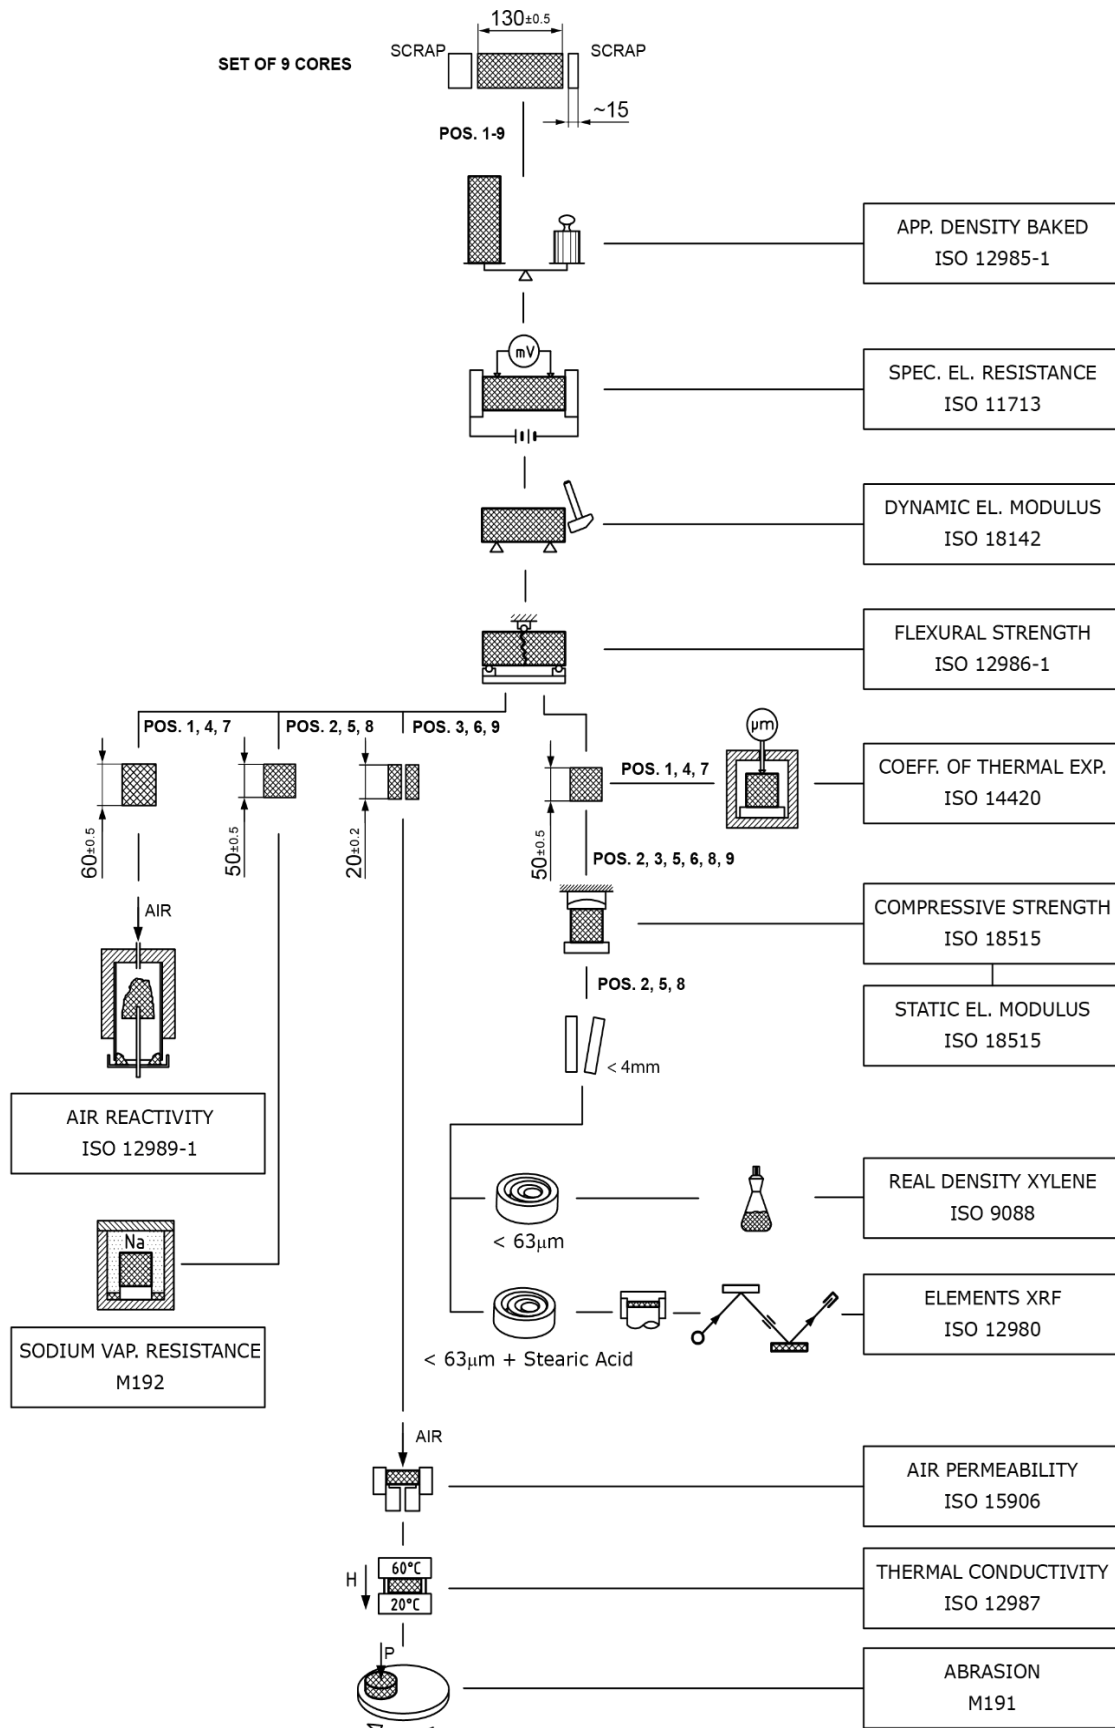 130±0.5
SCRAP
SCRAP
SET OF 9 CORES
~15
POS. 1-9
APP. DENSITY BAKED
ISO 12985-1
mV
SPEC. EL. RESISTANCE
ISO 11713
DYNAMIC EL. MODULUS
ISO 18142
FLEXURAL STRENGTH
ISO 12986-1
POS. 1, 4, 7
POS. 2, 5, 8
POS. 3, 6, 9
60±0.5
50±0.5
20±0.2
50±0.5
POS. 1, 4, 7
µm
COEFF. OF THERMAL EXP.
ISO 14420
POS. 2, 3, 5, 6, 8, 9
COMPRESSIVE STRENGTH
ISO 18515
STATIC EL. MODULUS
ISO 18515
POS. 2, 5, 8
< 4mm
AIR
AIR REACTIVITY
ISO 12989-1
< 63µm
REAL DENSITY XYLENE
ISO 9088
Na
SODIUM VAP. RESISTANCE
M192
< 63µm + Stearic Acid
ELEMENTS XRF
ISO 12980
AIR
AIR PERMEABILITY
ISO 15906
H
60°C
20°C
THERMAL CONDUCTIVITY
ISO 12987
P
ABRASION
M191